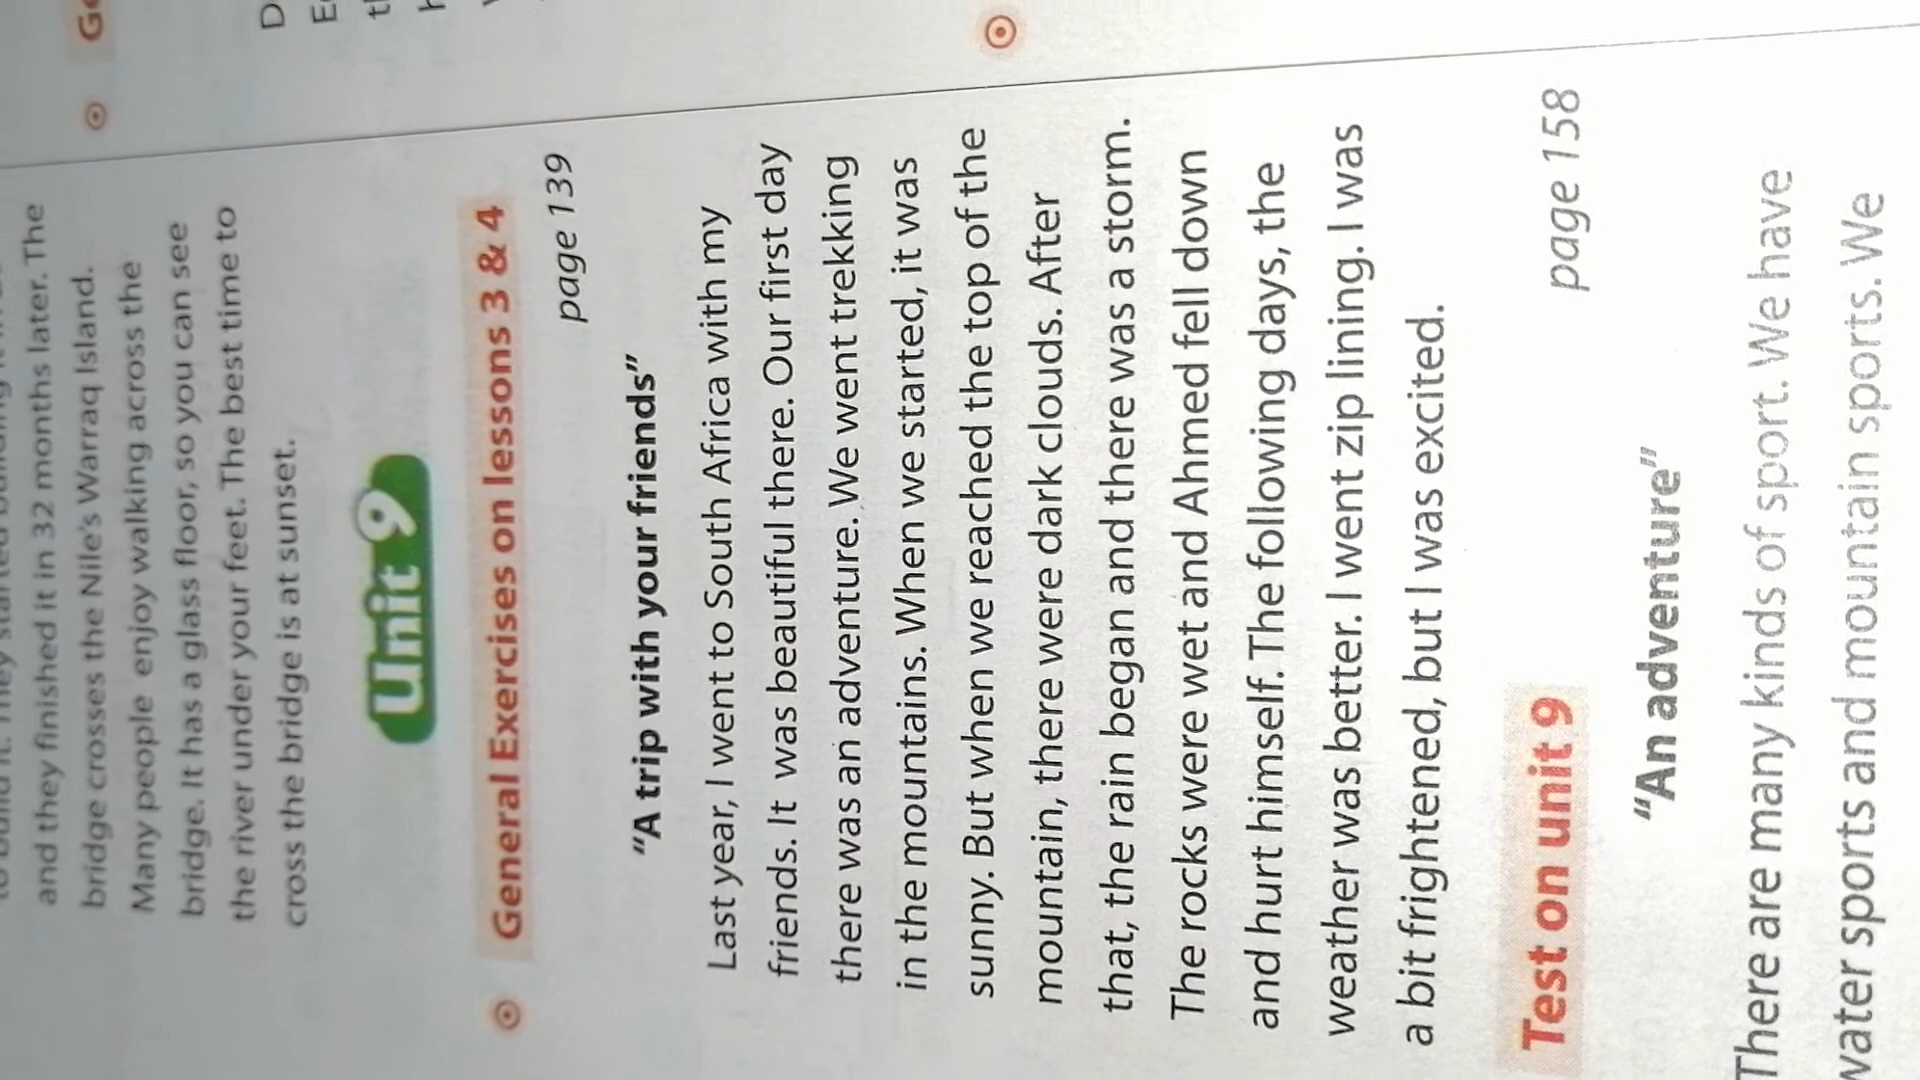 and they finished it in 32 months later. The
bridge crosses the Nile's Warraq Island.
Many people enjoy walking across the
bridge. It has a glass floor, so you can see
the river under your feet. The best time to
cross the bridge is at sunset.
Unit 9
General Exercises on lessons 3 & 4
page 139
"A trip with your friends"
Last year, I went to South Africa with my
friends. It was beautiful there. Our first day
there was an adventure. We went trekking
in the mountains. When we started, it was
sunny. But when we reached the top of the
mountain, there were dark clouds. After
that, the rain began and there was a storm.
The rocks were wet and Ahmed fell down
and hurt himself. The following days, the
weather was better. I went zip lining. I was
a bit frightened, but I was excited.
Test on unit 9
page 158
"An adventure"
There are many kinds of sport. We have
water sports and mountain sports. We